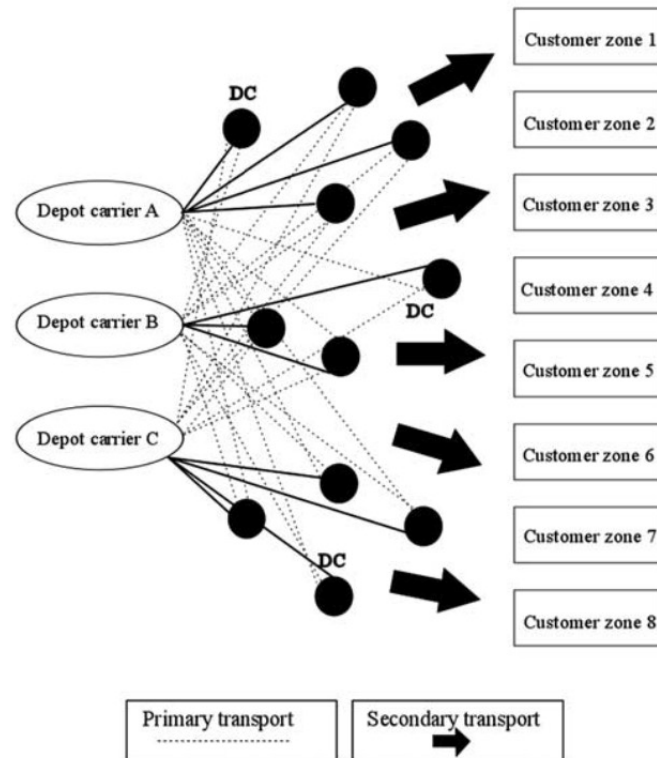 Customer zone 1
DC
Customer zone 2
Depot carrier A
Customer zone 3
Customer zone 4
DC
Depot carrier B
Customer zone 5
Depot carrier C
Customer zone 6
Customer zone 7
DC
Customer zone 8
Primary transport
Secondary transport